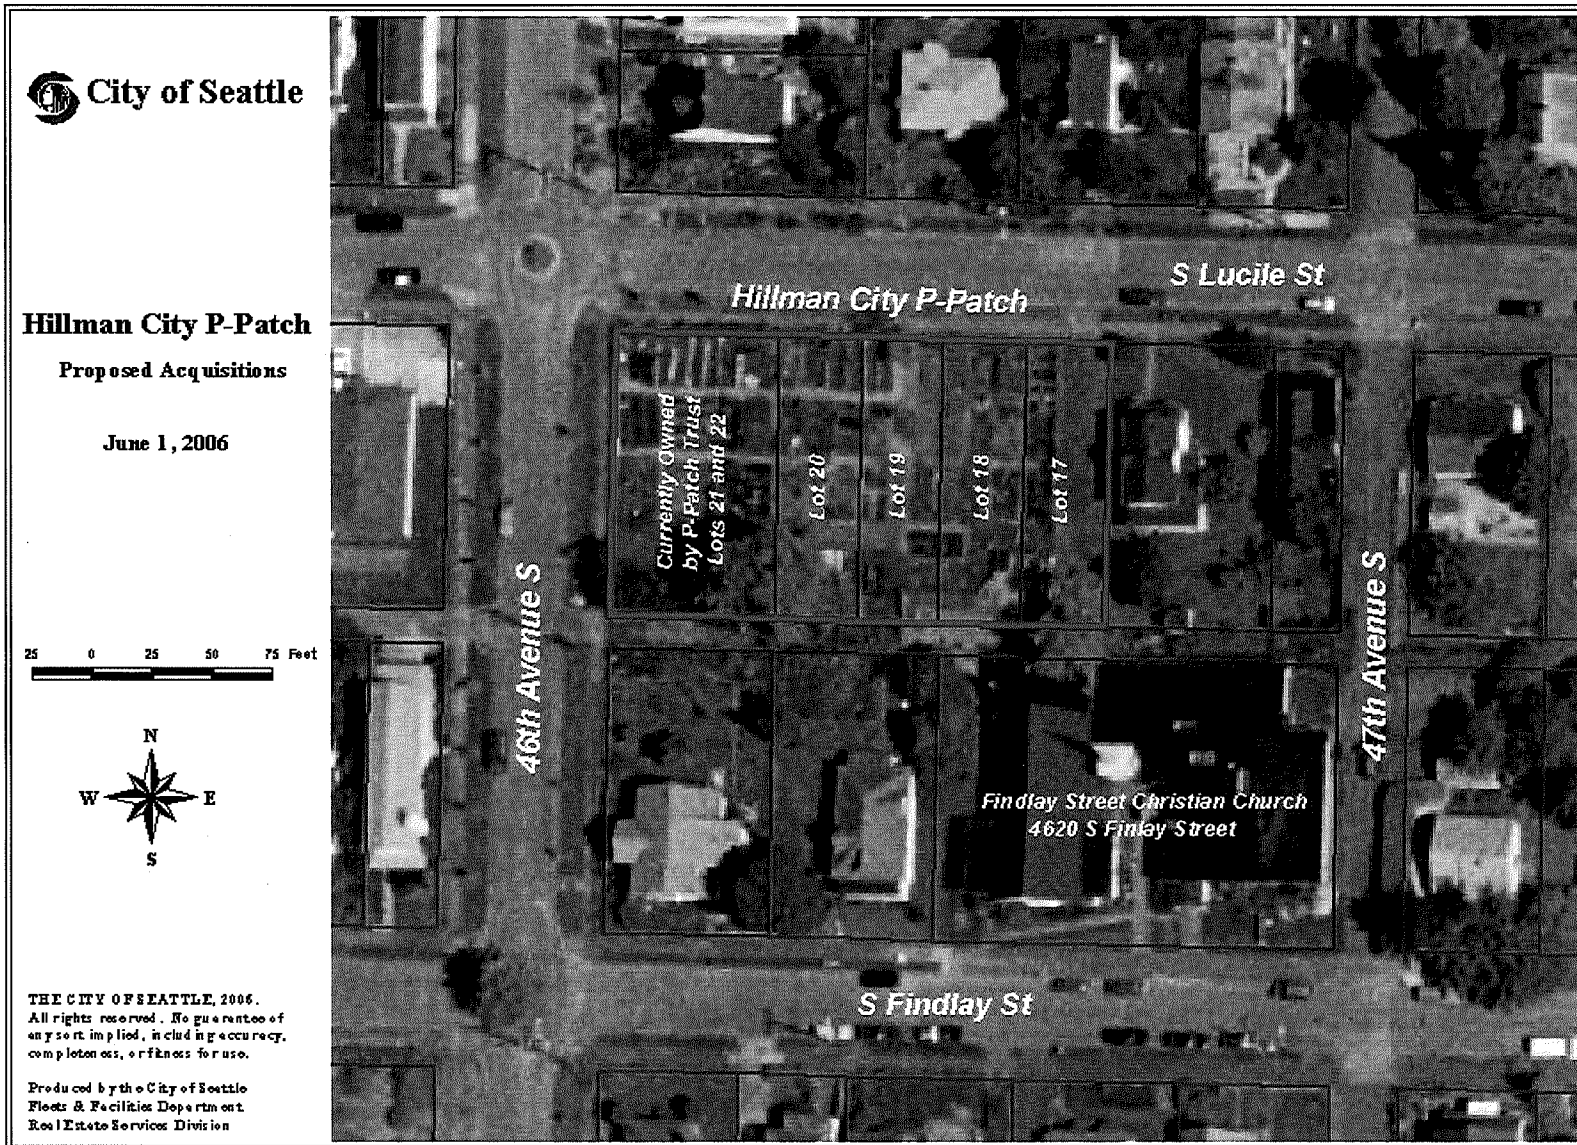 City of Seattle
Hillman City P-Patch
Proposed Acquisitions
June 1, 2006
25 0 25 50 75 Feet
N
W E
S
THE CITY OF SEATTLE, 2006.
All rights reserved. No guarantee of
any sort implied, including accuracy,
completeness, or fitness for use.
Produced by the City of Seattle
Fleets & Facilities Department
Real Estate Services Division
S Lucile St
Hillman City P-Patch
Currently Owned
by P-Patch Trust
Lots 21 and 22
Lot 20
Lot 19
Lot 18
Lot 17
46th Avenue S
47th Avenue S
Findlay Street Christian Church
4620 S Finlay Street
S Findlay St